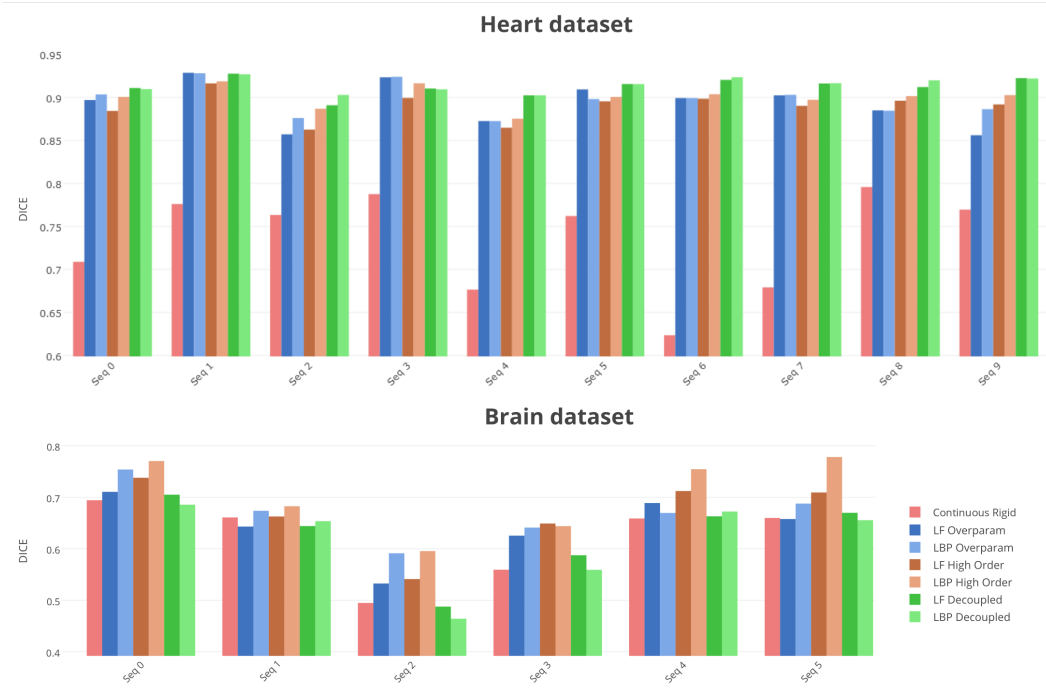 Heart dataset
0.95
0.9
0.85
0.8
0.75
0.7
0.65
0.6
DICE
Seq 0
Seq 1
Seq 2
Seq 3
Seq 4
Seq 5
Seq 6
Seq 7
Seq 8
Seq 9
Brain dataset
0.8
0.7
0.6
0.5
0.4
DICE
Seq 0
Seq 1
Seq 2
Seq 3
Seq 4
Seq 5
Continuous Rigid
LF Overparam
LBP Overparam
LF High Order
LBP High Order
LF Decoupled
LBP Decoupled